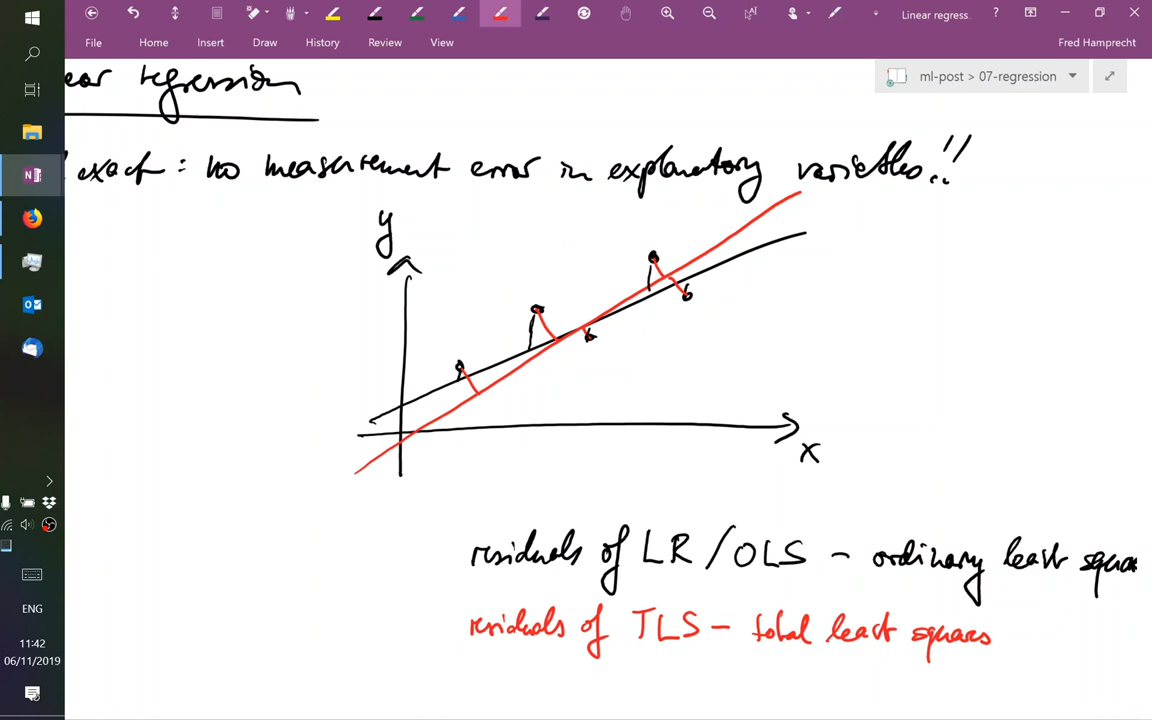 Linear regress..
?
File Home Insert Draw History Review View
Fred Hamprecht
ear regression
ml-post > 07-regression
exact : no measurement error in explanatory variables !!
y
x
residuals of LR / OLS - ordinary least squa
residuals of TLS - total least squares
ENG
11:42
06/11/2019